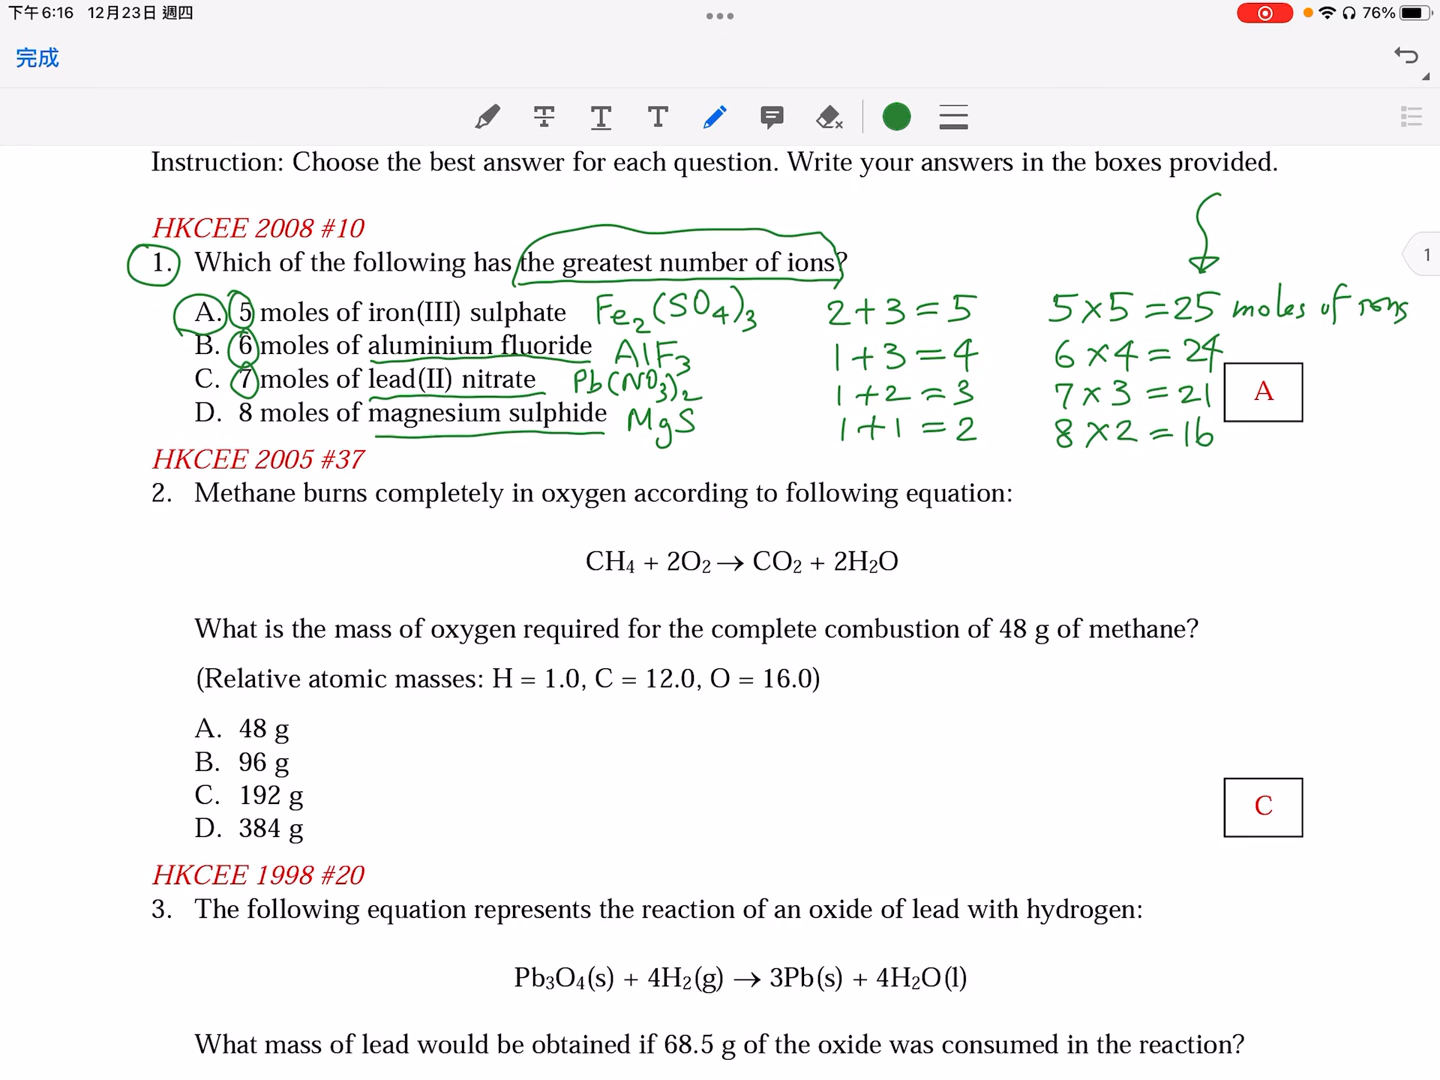 下午6:16 12月23日 週四
76%
完成
Instruction: Choose the best answer for each question. Write your answers in the boxes provided.
HKCEE 2008 #10
1. Which of the following has the greatest number of ions?
A. 5 moles of iron(III) sulphate Fe₂(SO₄)₃ 2+3=5 5×5=25 moles of ions
B. 6 moles of aluminium fluoride AlF₃ 1+3=4 6×4=24
C. 7 moles of lead(II) nitrate Pb(NO₃)₂ 1+2=3 7×3=21
A
D. 8 moles of magnesium sulphide MgS 1+1=2 8×2=16
HKCEE 2005 #37
2. Methane burns completely in oxygen according to following equation:
CH₄ + 2O₂ → CO₂ + 2H₂O
What is the mass of oxygen required for the complete combustion of 48 g of methane?
(Relative atomic masses: H = 1.0, C = 12.0, O = 16.0)
A. 48 g
B. 96 g
C. 192 g
C
D. 384 g
HKCEE 1998 #20
3. The following equation represents the reaction of an oxide of lead with hydrogen:
Pb₃O₄(s) + 4H₂(g) → 3Pb(s) + 4H₂O(l)
What mass of lead would be obtained if 68.5 g of the oxide was consumed in the reaction?
1